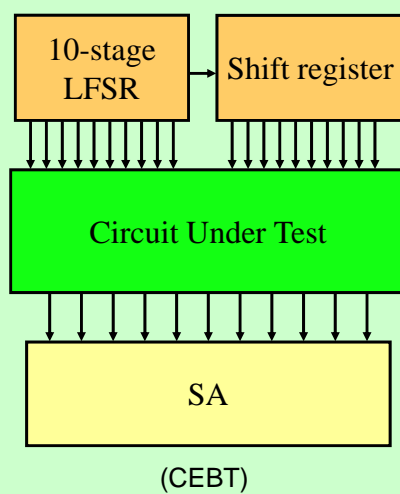 10-stage
LFSR
Shift register
Circuit Under Test
SA
(CEBT)